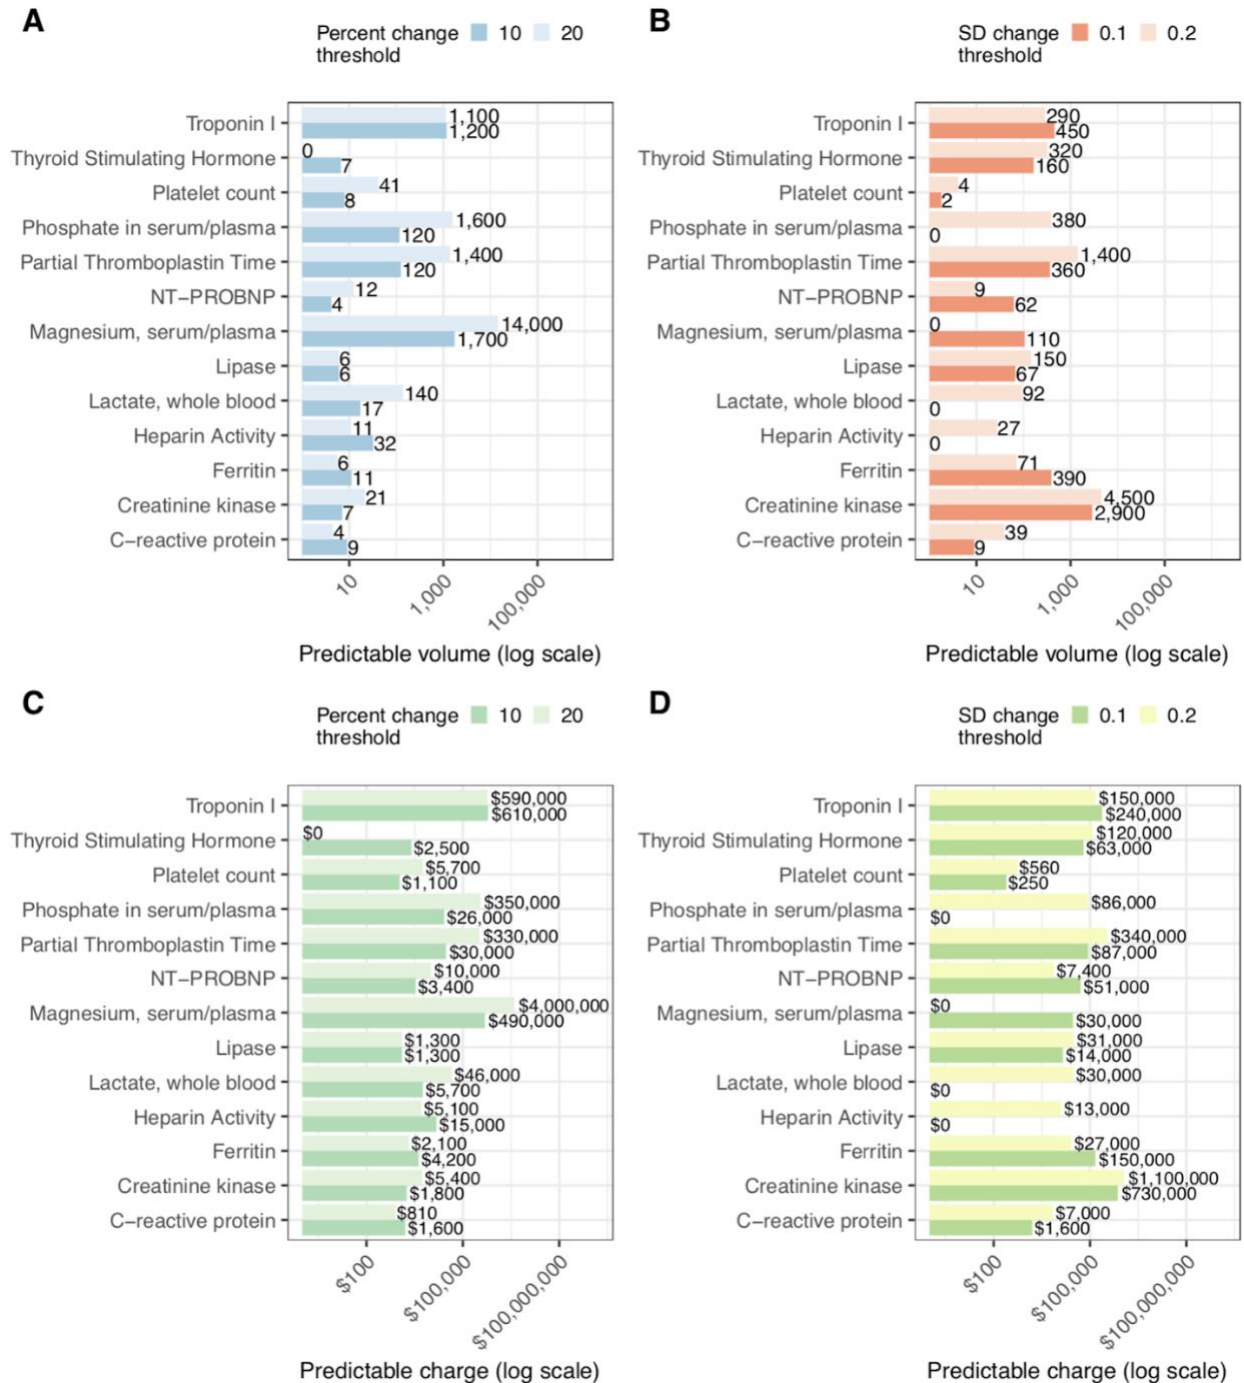 A
Percent change threshold 10 20
Troponin I 1,100 1,200
Thyroid Stimulating Hormone 0 7
Platelet count 41 8
Phosphate in serum/plasma 1,600 120
Partial Thromboplastin Time 1,400 120
NT−PROBNP 12 4
Magnesium, serum/plasma 14,000 1,700
Lipase 6 6
Lactate, whole blood 140 17
Heparin Activity 11 32
Ferritin 6 11
Creatinine kinase 21 7
C−reactive protein 4 9
10 1,000 100,000
Predictable volume (log scale)
B
SD change threshold 0.1 0.2
Troponin I 290 450
Thyroid Stimulating Hormone 320 160
Platelet count 4 2
Phosphate in serum/plasma 380 0
Partial Thromboplastin Time 1,400 360
NT−PROBNP 9 62
Magnesium, serum/plasma 0 110
Lipase 150 67
Lactate, whole blood 92 0
Heparin Activity 27 0
Ferritin 71 390
Creatinine kinase 4,500 2,900
C−reactive protein 39 9
10 1,000 100,000
Predictable volume (log scale)
C
Percent change threshold 10 20
Troponin I $590,000 $610,000
Thyroid Stimulating Hormone $0 $2,500
Platelet count $5,700 $1,100
Phosphate in serum/plasma $350,000 $26,000
Partial Thromboplastin Time $330,000 $30,000
NT−PROBNP $10,000 $3,400
Magnesium, serum/plasma $4,000,000 $490,000
Lipase $1,300 $1,300
Lactate, whole blood $46,000 $5,700
Heparin Activity $5,100 $15,000
Ferritin $2,100 $4,200
Creatinine kinase $5,400 $1,800
C−reactive protein $810 $1,600
$100 $100,000 $100,000,000
Predictable charge (log scale)
D
SD change threshold 0.1 0.2
Troponin I $150,000 $240,000
Thyroid Stimulating Hormone $120,000 $63,000
Platelet count $560 $250
Phosphate in serum/plasma $86,000 $0
Partial Thromboplastin Time $340,000 $87,000
NT−PROBNP $7,400 $51,000
Magnesium, serum/plasma $0 $30,000
Lipase $31,000 $14,000
Lactate, whole blood $30,000 $0
Heparin Activity $13,000 $0
Ferritin $27,000 $150,000
Creatinine kinase $1,100,000 $730,000
C−reactive protein $7,000 $1,600
$100 $100,000 $100,000,000
Predictable charge (log scale)